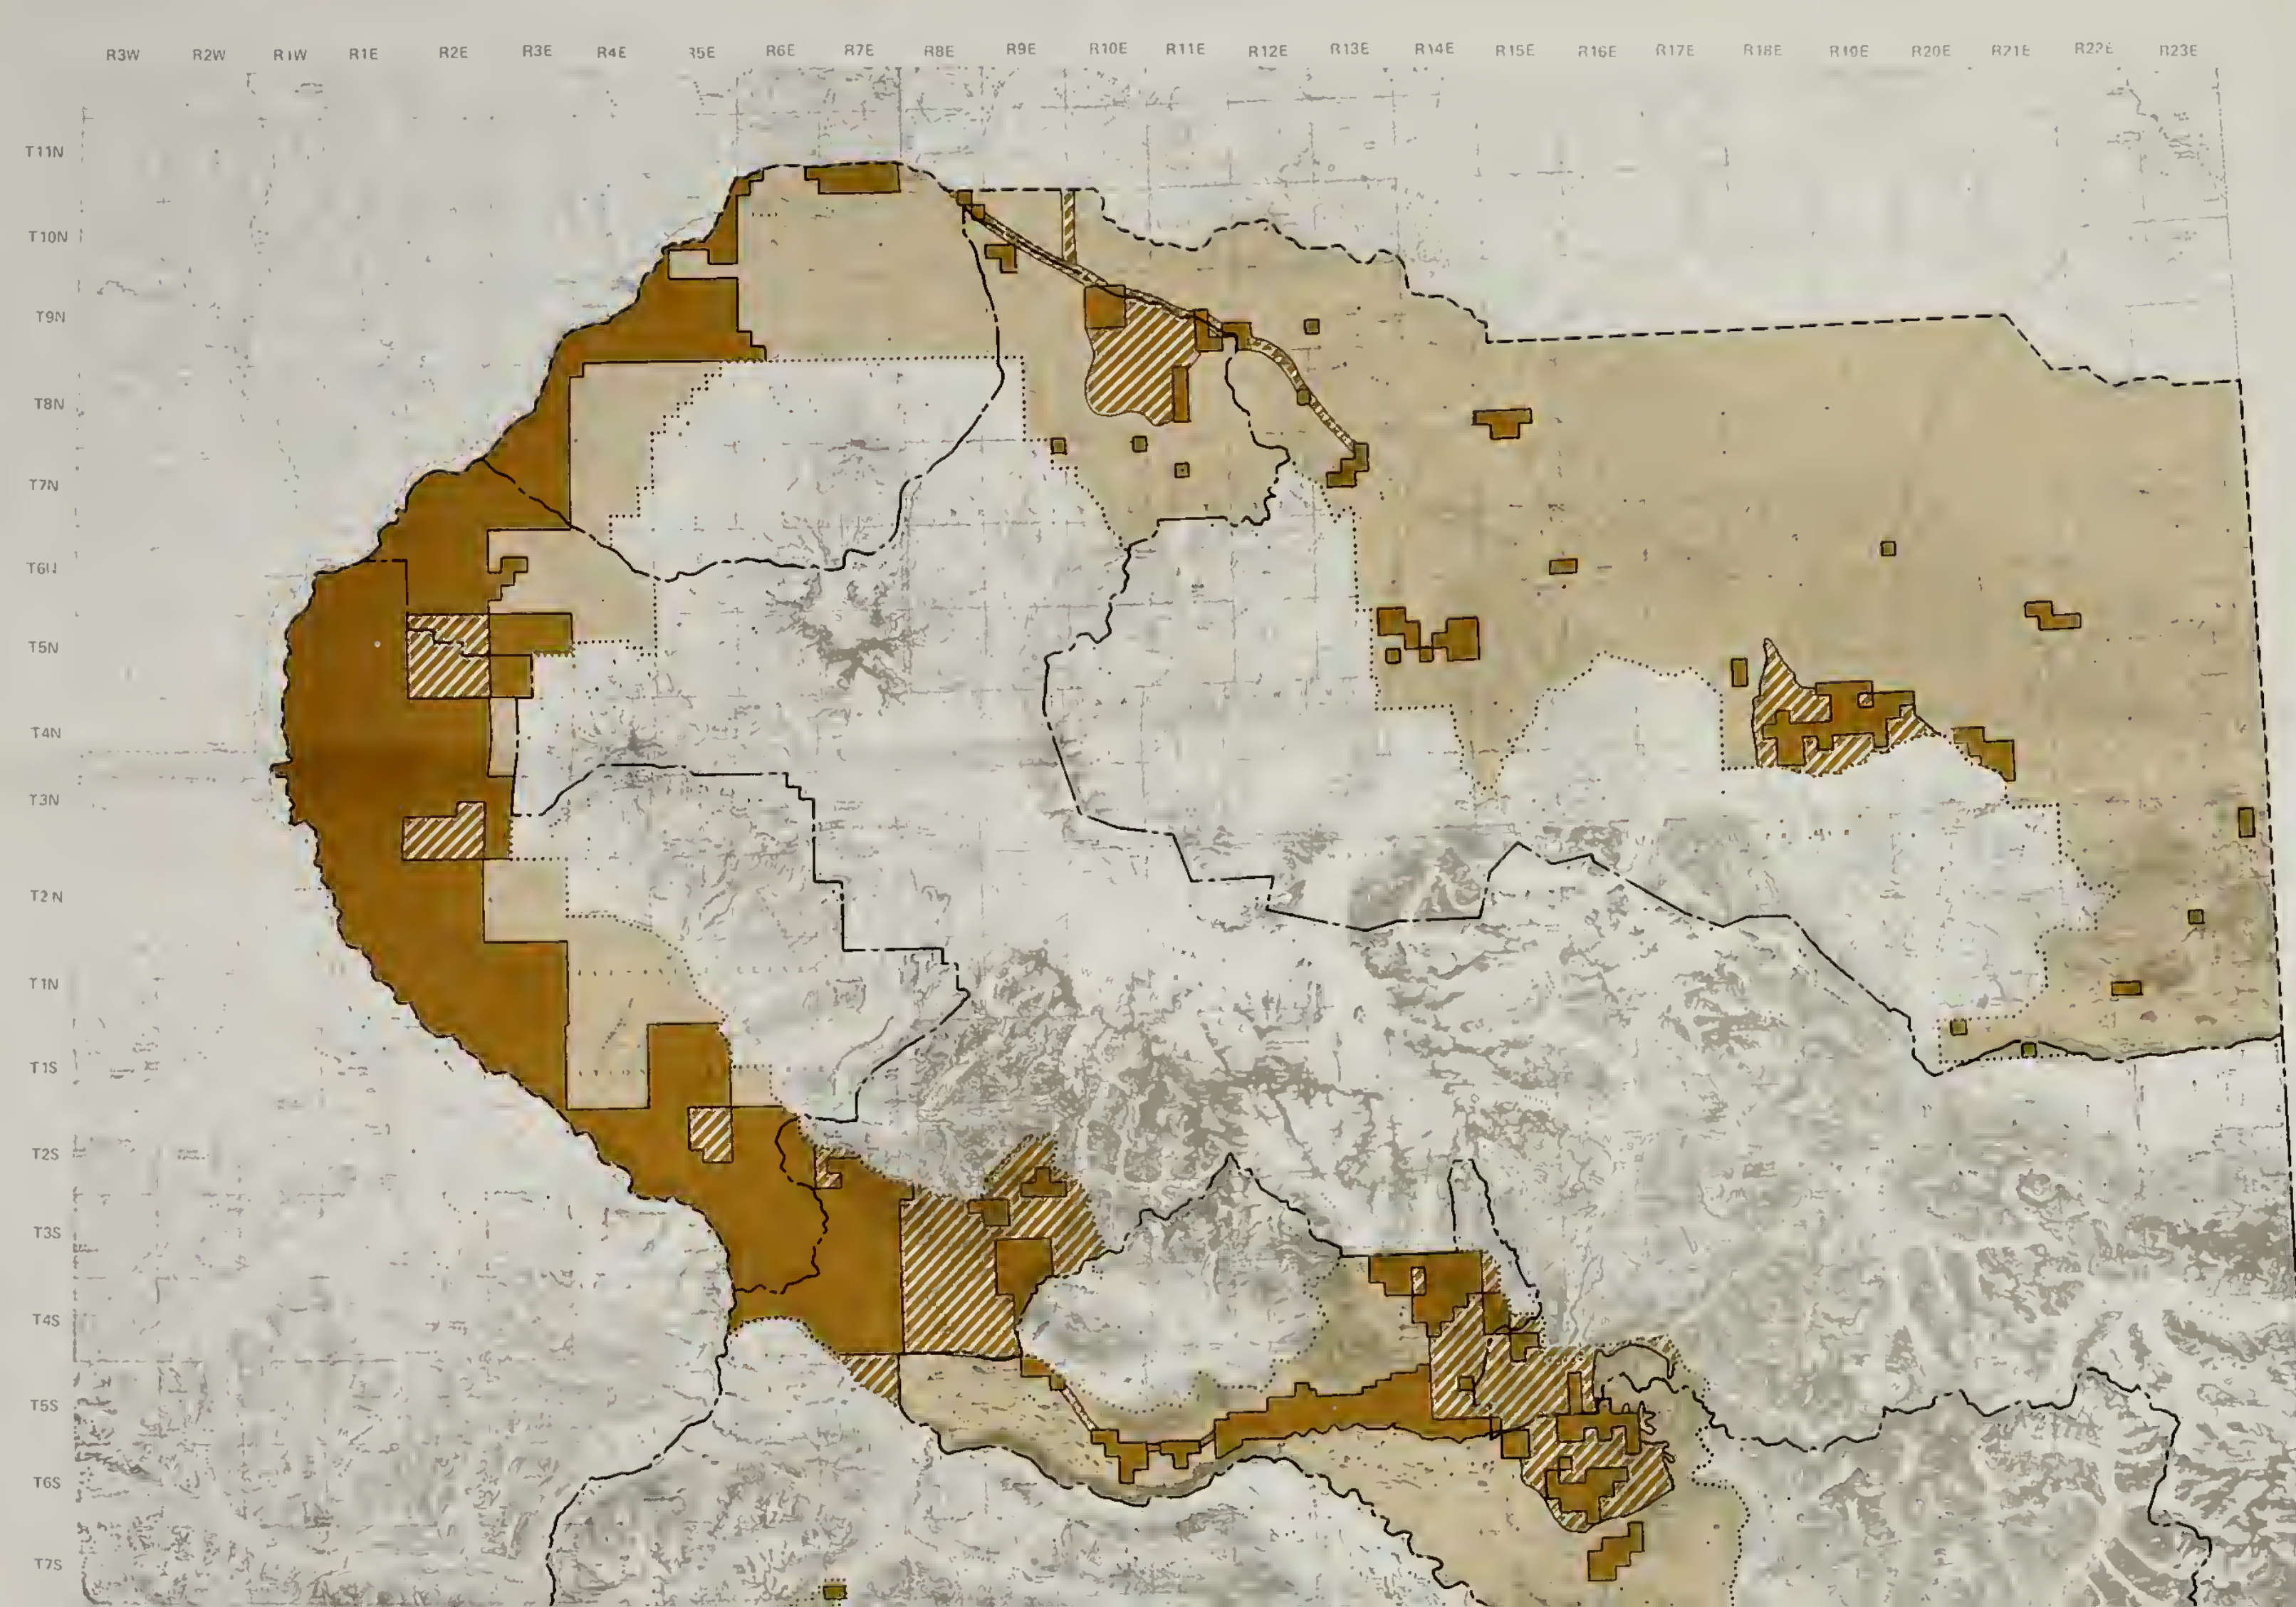 R3W R2W R1W R1E R2E R3E R4E R5E R6E R7E R8E R9E R10E R11E R12E R13E R14E R15E R16E R17E R18E R19E R20E R21E R22E R23E
T11N
T10N
T9N
T8N
T7N
T6N
T5N
T4N
T3N
T2N
T1N
T1S
T2S
T3S
T4S
T5S
T6S
T7S